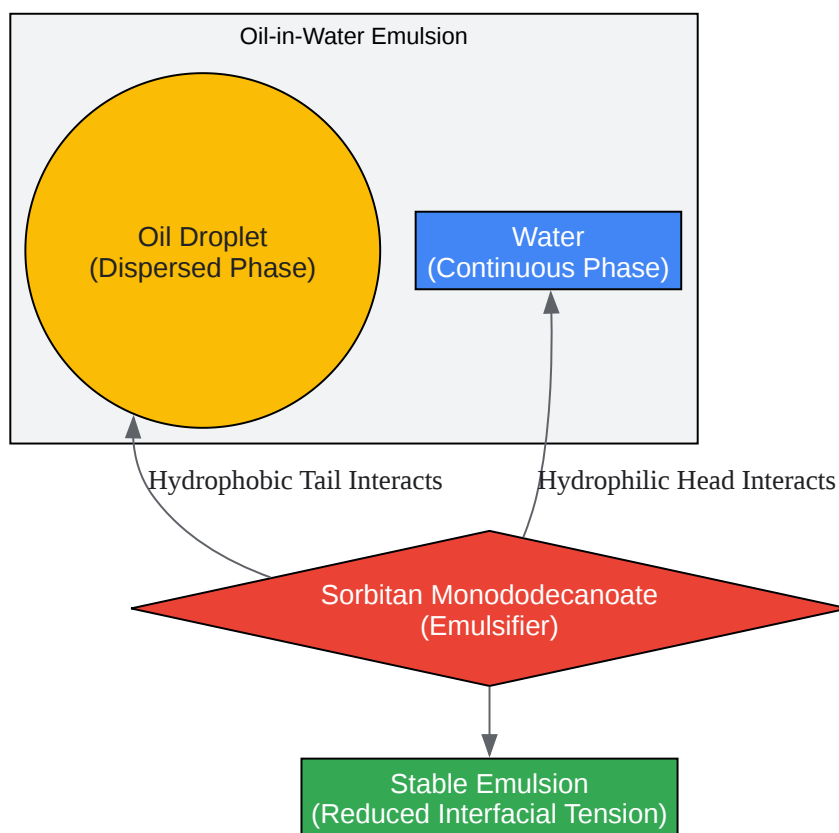 Oil-in-Water Emulsion
Oil Droplet
(Dispersed Phase)
Water
(Continuous Phase)
Hydrophobic Tail Interacts
Hydrophilic Head Interacts
Sorbitan Monododecanoate
(Emulsifier)
Stable Emulsion
(Reduced Interfacial Tension)